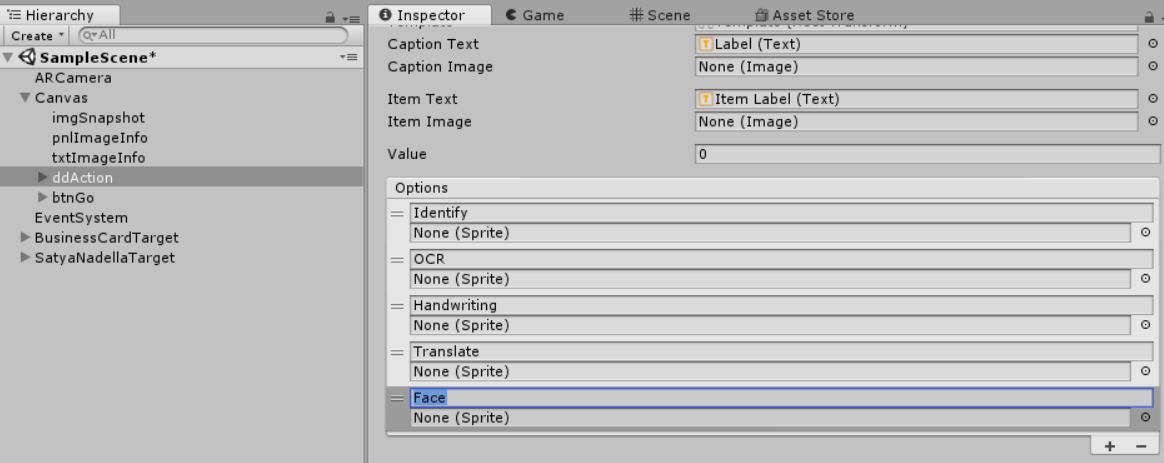 Hierarchy
Create
All
SampleScene*
ARCamera
Canvas
imgSnapshot
pnlImageInfo
txtImageInfo
ddAction
btnGo
EventSystem
BusinessCardTarget
SatyaNadellaTarget
Inspector
Game
Scene
Asset Store
Caption Text
Label (Text)
Caption Image
None (Image)
Item Text
Item Label (Text)
Item Image
None (Image)
Value
0
Options
Identify
None (Sprite)
OCR
None (Sprite)
Handwriting
None (Sprite)
Translate
None (Sprite)
Face
None (Sprite)